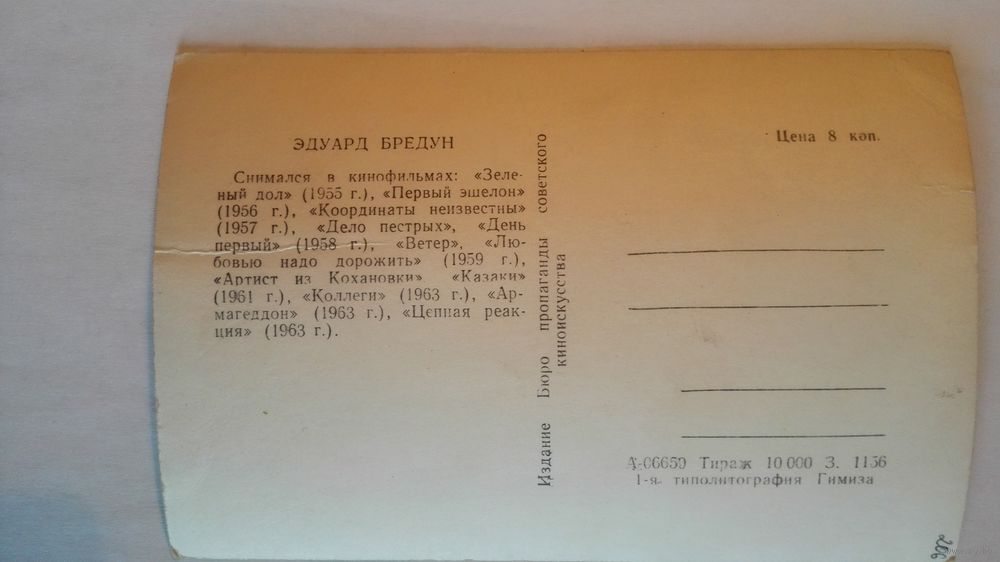 ЭДУАРД БРЕДУН
Снимался в кинофильмах: «Зеле-
ный дол» (1955 г.), «Первый эшелон»
(1956 г.), «Координаты неизвестны»
(1957 г.), «Дело пестрых», «День
первый» (1958 г.), «Ветер», «Лю-
бовью надо дорожить» (1959 г.),
«Артист из Кохановки» «Казаки»
(1961 г.), «Коллеги» (1963 г.), «Ар-
магеддон» (1963 г.), «Цепная реак-
ция» (1963 г.).
Издание Бюро пропаганды советского
киноискусства
Цена 8 коп.
А-06659 Тираж 10 000 З. 1156
1-я типолитография Гимиза
206